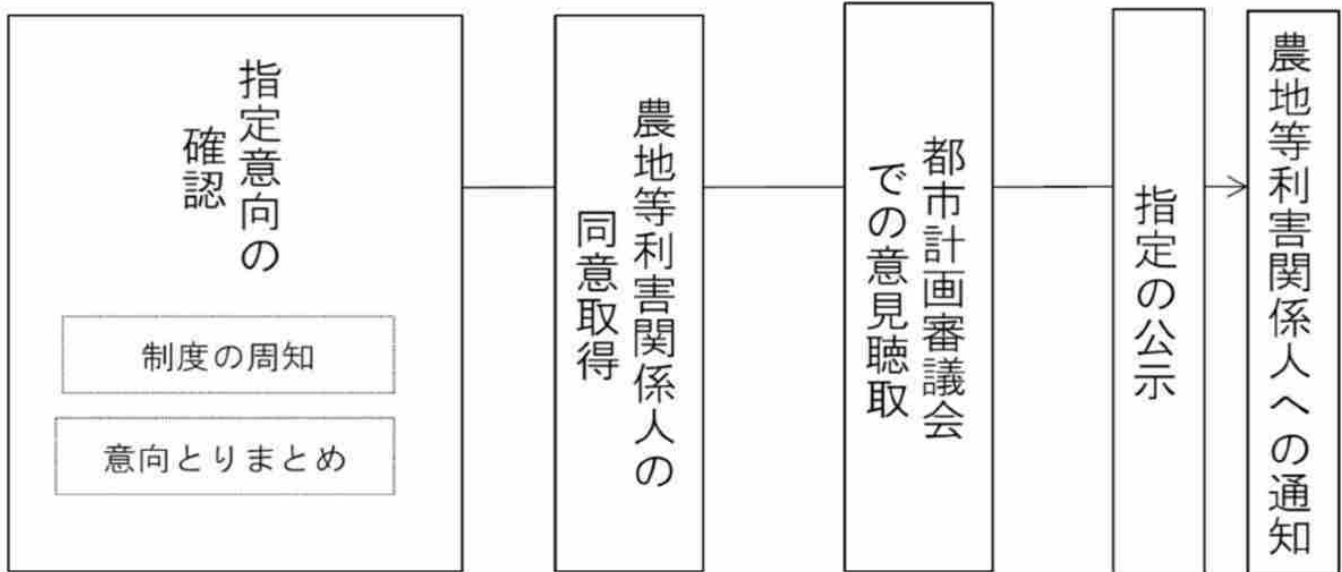 指定意向の
確認
制度の周知
意向とりまとめ
農地等利害関係人の
同意取得
都市計画審議会
での意見聴取
指定の公示
農地等利害関係人への通知